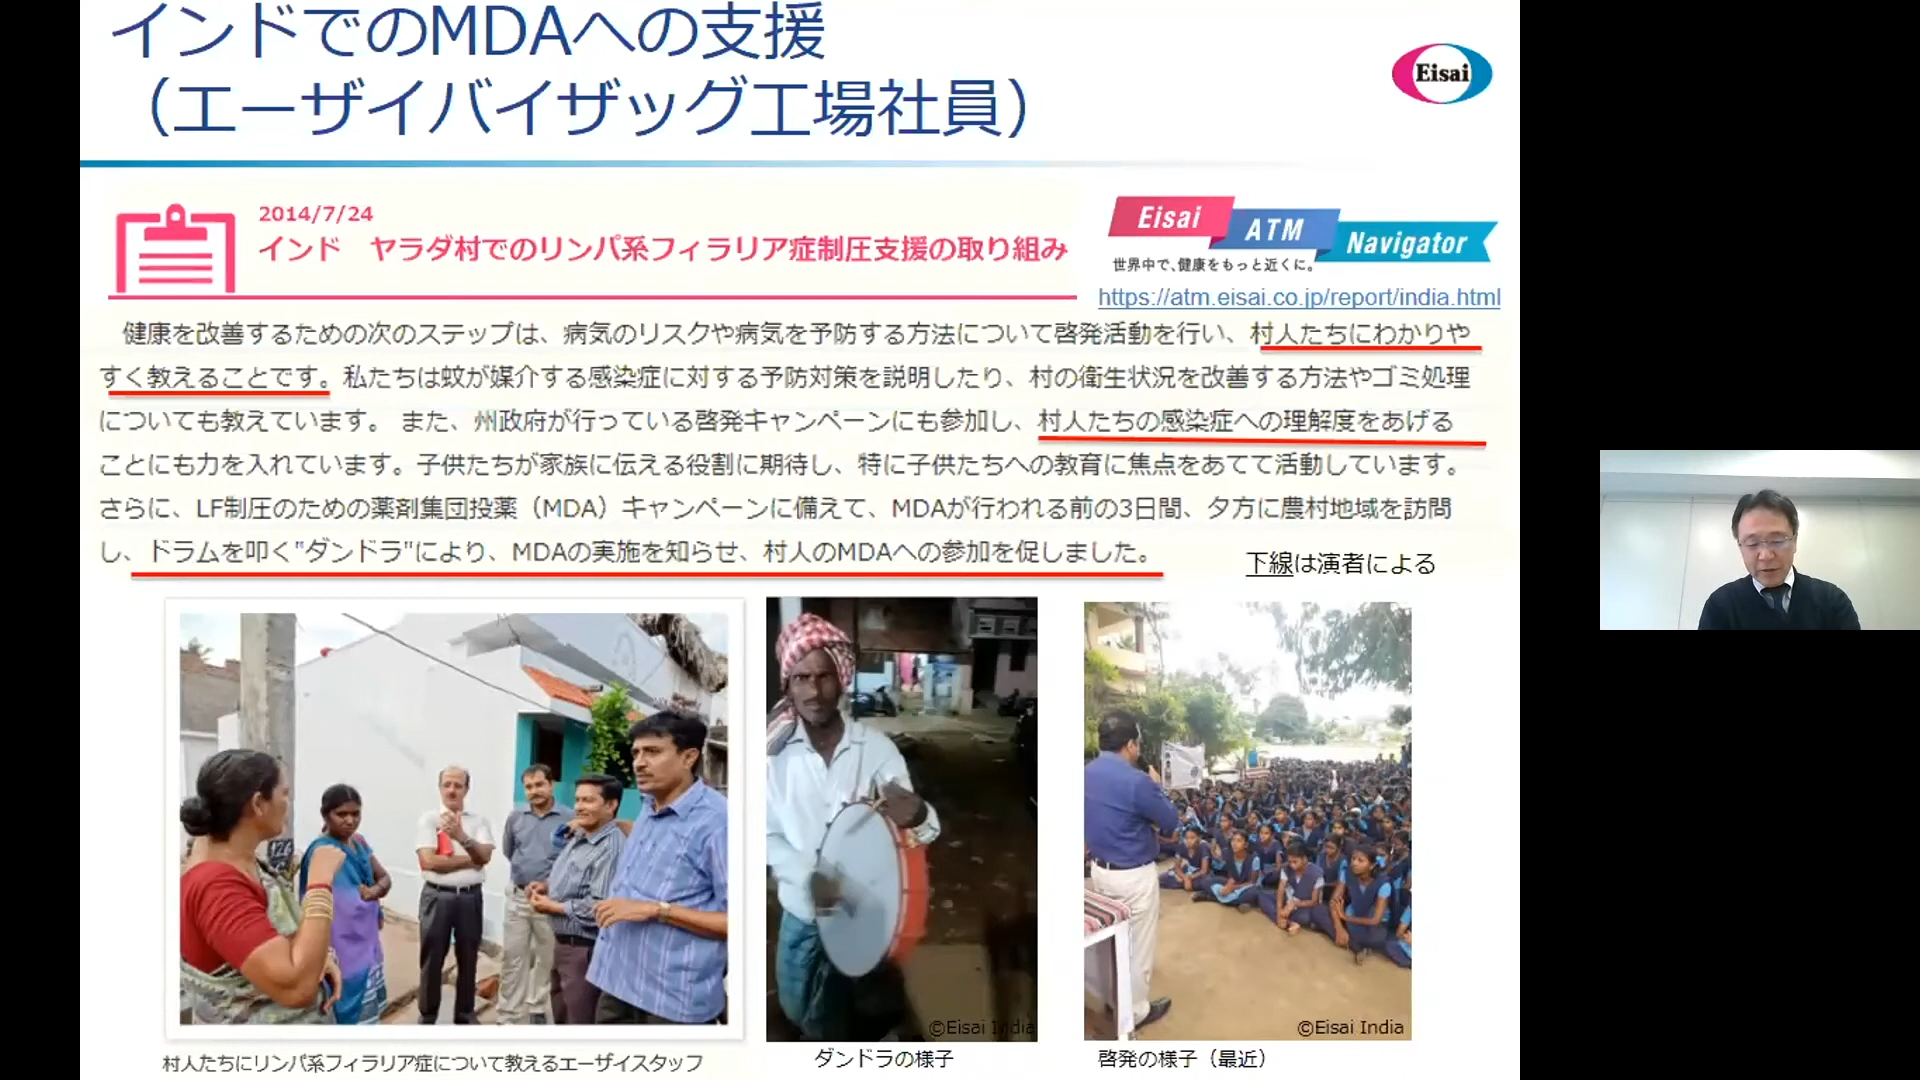 インドでのMDAへの支援
（エーザイバイザッグ工場社員）
Eisai
2014/7/24
インド　ヤラダ村でのリンパ系フィラリア症制圧支援の取り組み
Eisai ATM Navigator
世界中で、健康をもっと近くに。
https://atm.eisai.co.jp/report/india.html
健康を改善するための次のステップは、病気のリスクや病気を予防する方法について啓発活動を行い、村人たちにわかりや
すく教えることです。私たちは蚊が媒介する感染症に対する予防対策を説明したり、村の衛生状況を改善する方法やゴミ処理
についても教えています。 また、州政府が行っている啓発キャンペーンにも参加し、村人たちの感染症への理解度をあげる
ことにも力を入れています。子供たちが家族に伝える役割に期待し、特に子供たちへの教育に焦点をあてて活動しています。
さらに、LF制圧のための薬剤集団投薬（MDA）キャンペーンに備えて、MDAが行われる前の3日間、夕方に農村地域を訪問
し、ドラムを叩く"ダンドラ"により、MDAの実施を知らせ、村人のMDAへの参加を促しました。
下線は演者による
©Eisai India
©Eisai India
村人たちにリンパ系フィラリア症について教えるエーザイスタッフ
ダンドラの様子
啓発の様子（最近）